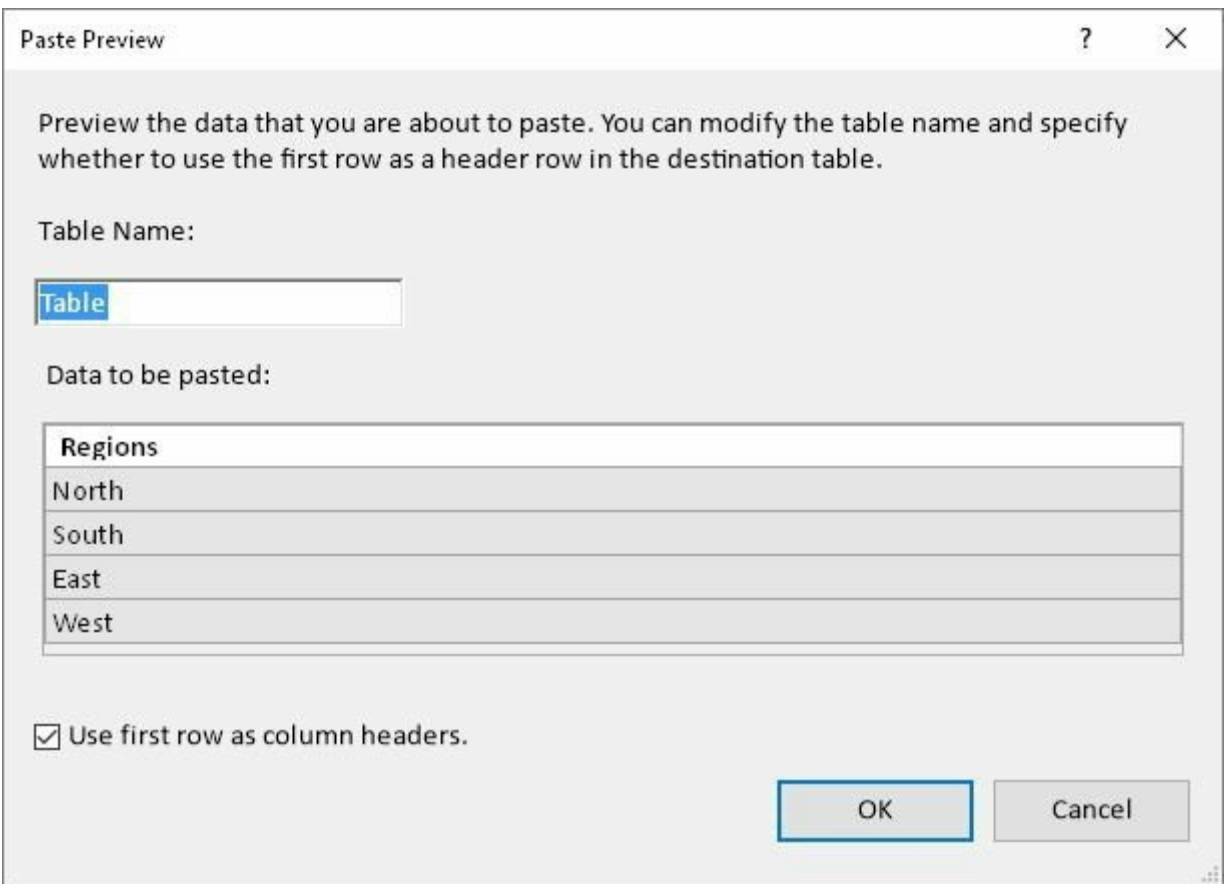 Paste Preview
?
Preview the data that you are about to paste. You can modify the table name and specify
whether to use the first row as a header row in the destination table.
Table Name:
Table
Data to be pasted:
Regions
North
South
East
West
Use first row as column headers.
OK Cancel